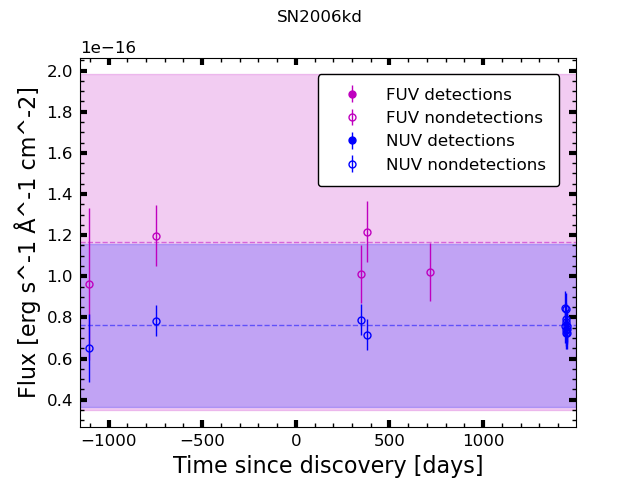 SN2006kd
1e−16
2.0
1.8
1.6
1.4
1.2
1.0
0.8
0.6
0.4
Flux [erg s^-1 Å^-1 cm^-2]
FUV detections
FUV nondetections
NUV detections
NUV nondetections
−1000
−500
0
500
1000
Time since discovery [days]